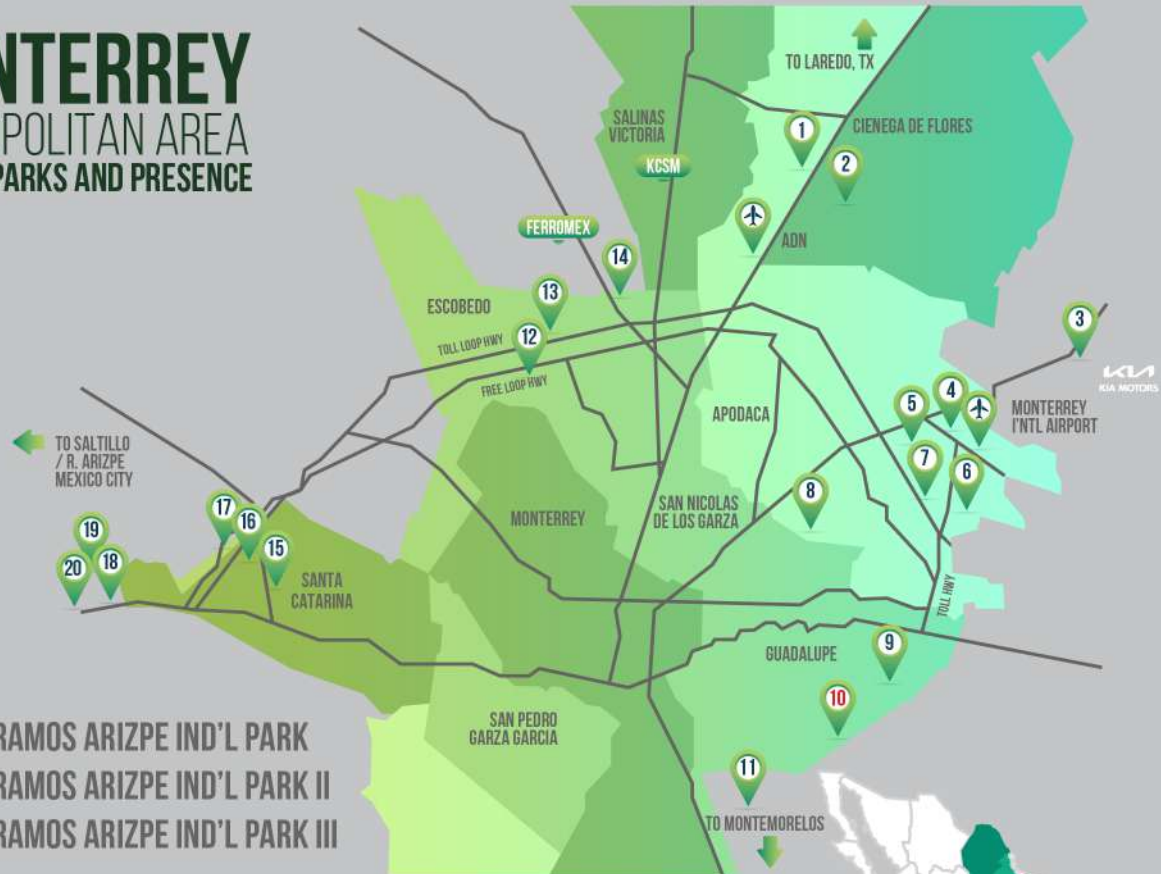 NTERREY
POLITAN AREA
PARKS AND PRESENCE
TO LAREDO, TX
SALINAS
VICTORIA
1
CIENEGA DE FLORES
2
KCSM
FERROMEX
ADN
14
13
ESCOBEDO
3
12
TOLL LOOP HWY
KIA
KIA MOTORS
FREE LOOP HWY
4
5
APODACA
MONTERREY
I'NTL AIRPORT
TO SALTILLO
/ R. ARIZPE
MEXICO CITY
7
6
8
17
MONTERREY
SAN NICOLAS
DE LOS GARZA
16
19
15
20
18
SANTA
CATARINA
TOLL HWY
GUADALUPE
9
10
SAN PEDRO
GARZA GARCIA
RAMOS ARIZPE IND'L PARK
RAMOS ARIZPE IND'L PARK II
RAMOS ARIZPE IND'L PARK III
11
TO MONTEMORELOS